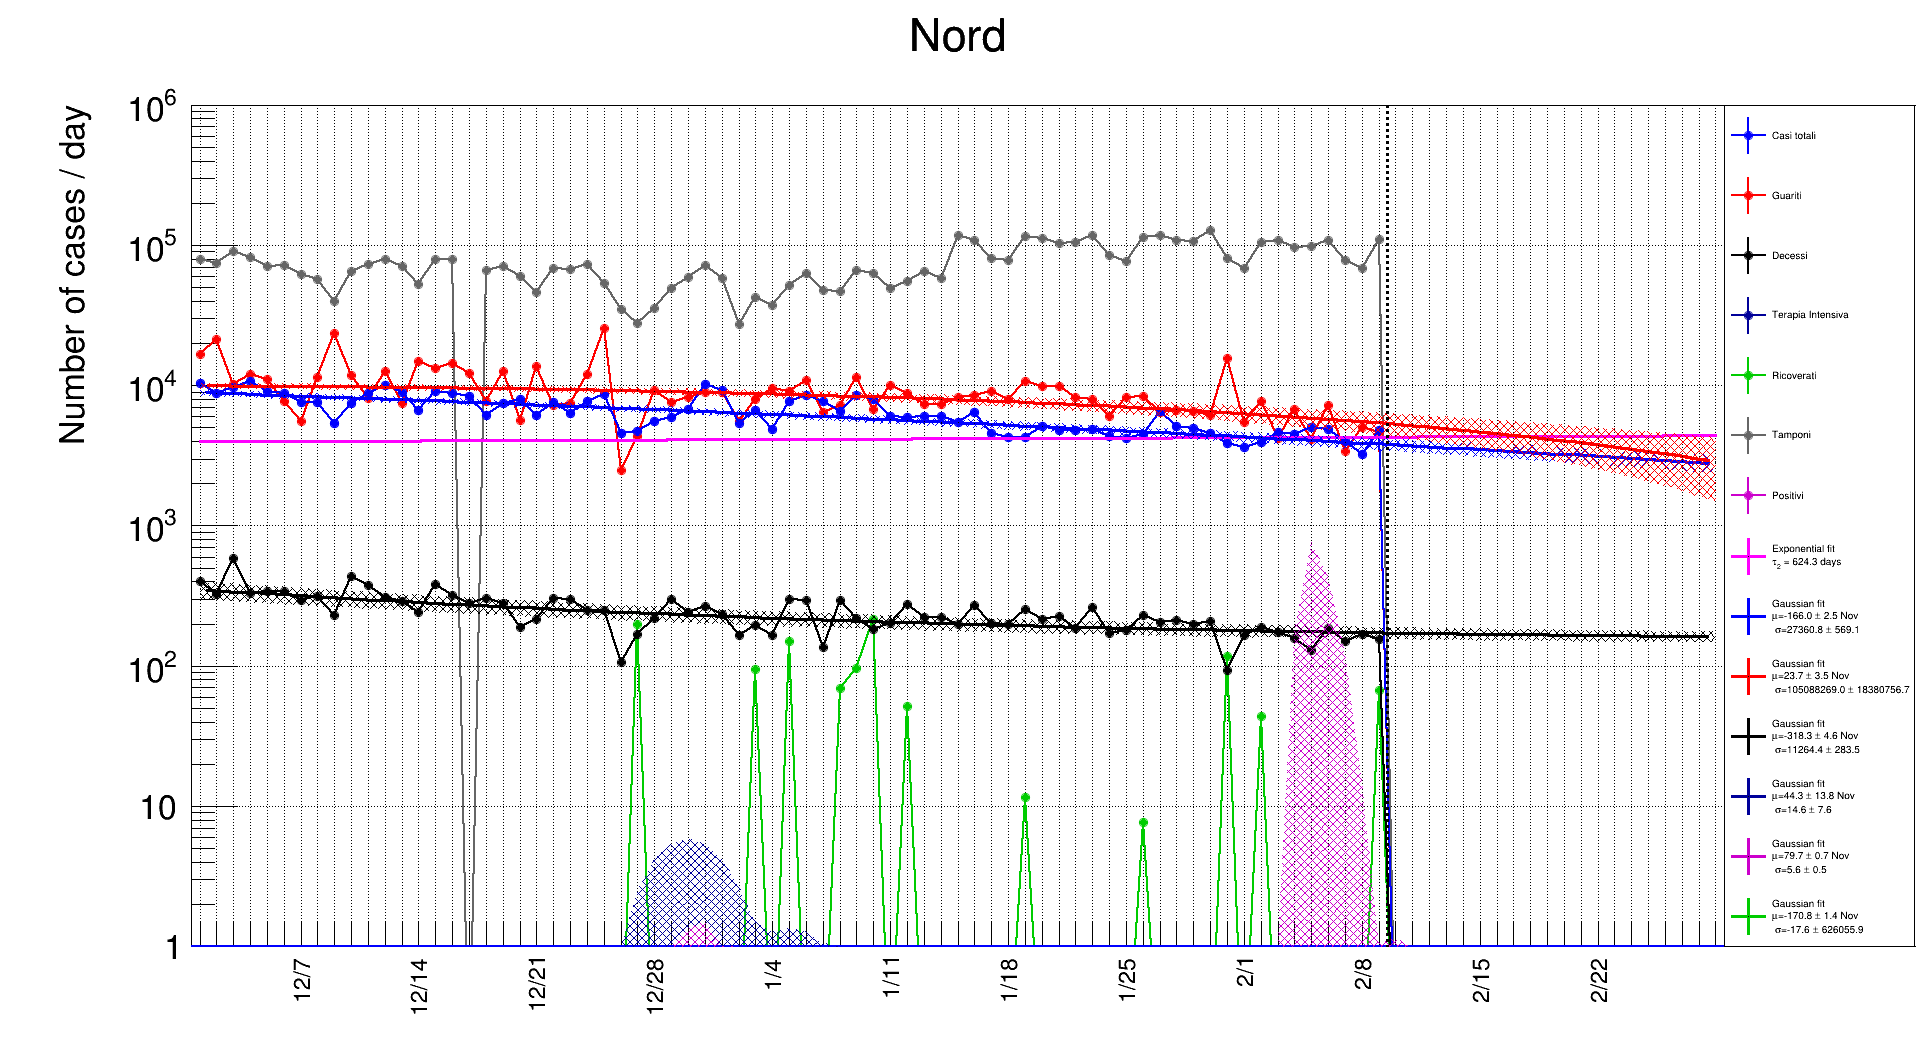 Nord
Number of cases / day
10^6
10^5
10^4
10^3
10^2
10
1
12/7
12/14
12/21
12/28
1/4
1/11
1/18
1/25
2/1
2/8
2/15
2/22
Casi totali
Guariti
Decessi
Terapia Intensiva
Ricoverati
Tamponi
Positivi
Exponential fit
τ₂ = 624.3 days
Gaussian fit
μ=-166.0 ± 2.5 Nov
σ=27360.8 ± 569.1
Gaussian fit
μ=23.7 ± 3.5 Nov
σ=105088269.0 ± 18380756.7
Gaussian fit
μ=-318.3 ± 4.6 Nov
σ=11264.4 ± 283.5
Gaussian fit
μ=44.3 ± 13.8 Nov
σ=14.6 ± 7.6
Gaussian fit
μ=79.7 ± 0.7 Nov
σ=5.6 ± 0.5
Gaussian fit
μ=-170.8 ± 1.4 Nov
σ=-17.6 ± 626055.9